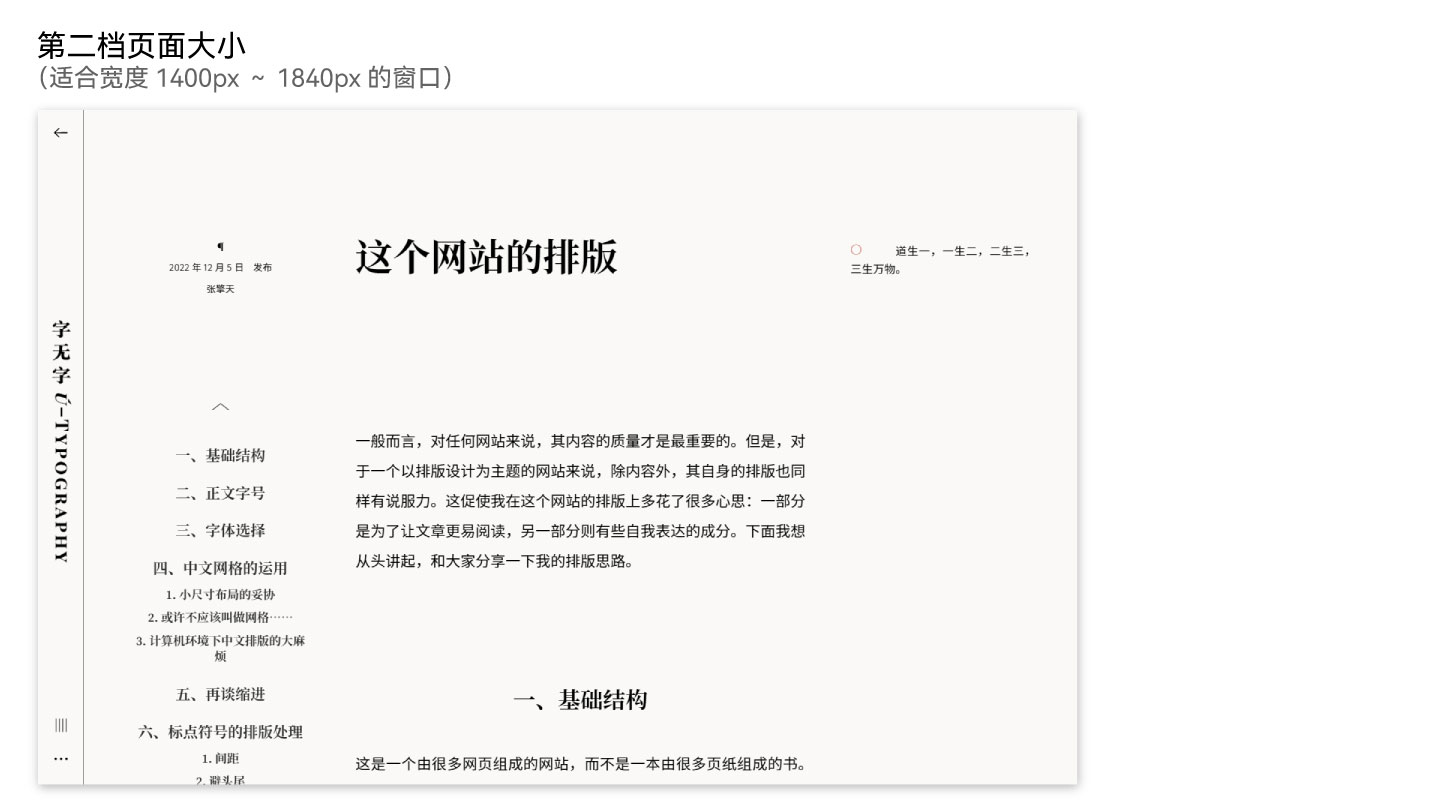 第二档页面大小
（适合宽度 1400px ~ 1840px 的窗口）
←
字无字 Ú–TYPOGRAPHY
¶
2022 年 12 月 5 日 发布
张擎天
一、基础结构
二、正文字号
三、字体选择
四、中文网格的运用
1. 小尺寸布局的妥协
2. 或许不应该叫做网格……
3. 计算机环境下中文排版的大麻
烦
五、再谈缩进
六、标点符号的排版处理
1. 间距
2. 避头尾
这个网站的排版
一般而言，对任何网站来说，其内容的质量才是最重要的。但是，对
于一个以排版设计为主题的网站来说，除内容外，其自身的排版也同
样有说服力。这促使我在这个网站的排版上多花了很多心思：一部分
是为了让文章更易阅读，另一部分则有些自我表达的成分。下面我想
从头讲起，和大家分享一下我的排版思路。
一、基础结构
这是一个由很多网页组成的网站，而不是一本由很多页纸组成的书。
道生一，一生二，二生三，
三生万物。